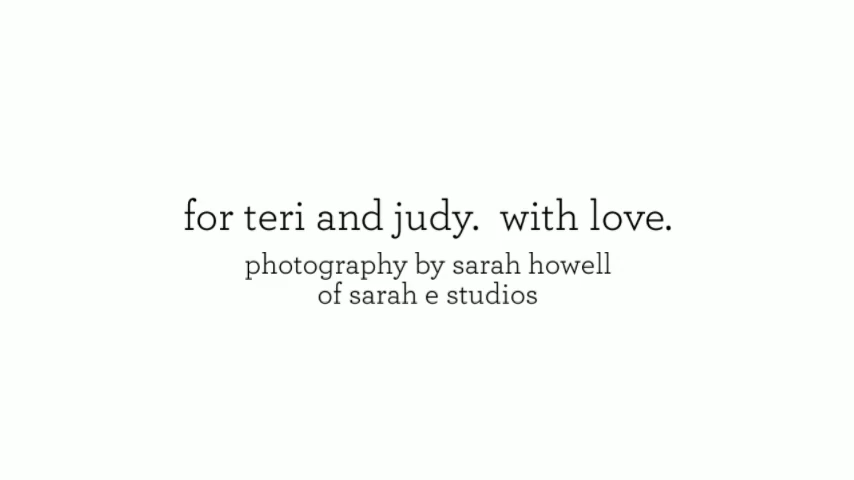 for teri and judy.  with love.
photography by sarah howell
of sarah e studios